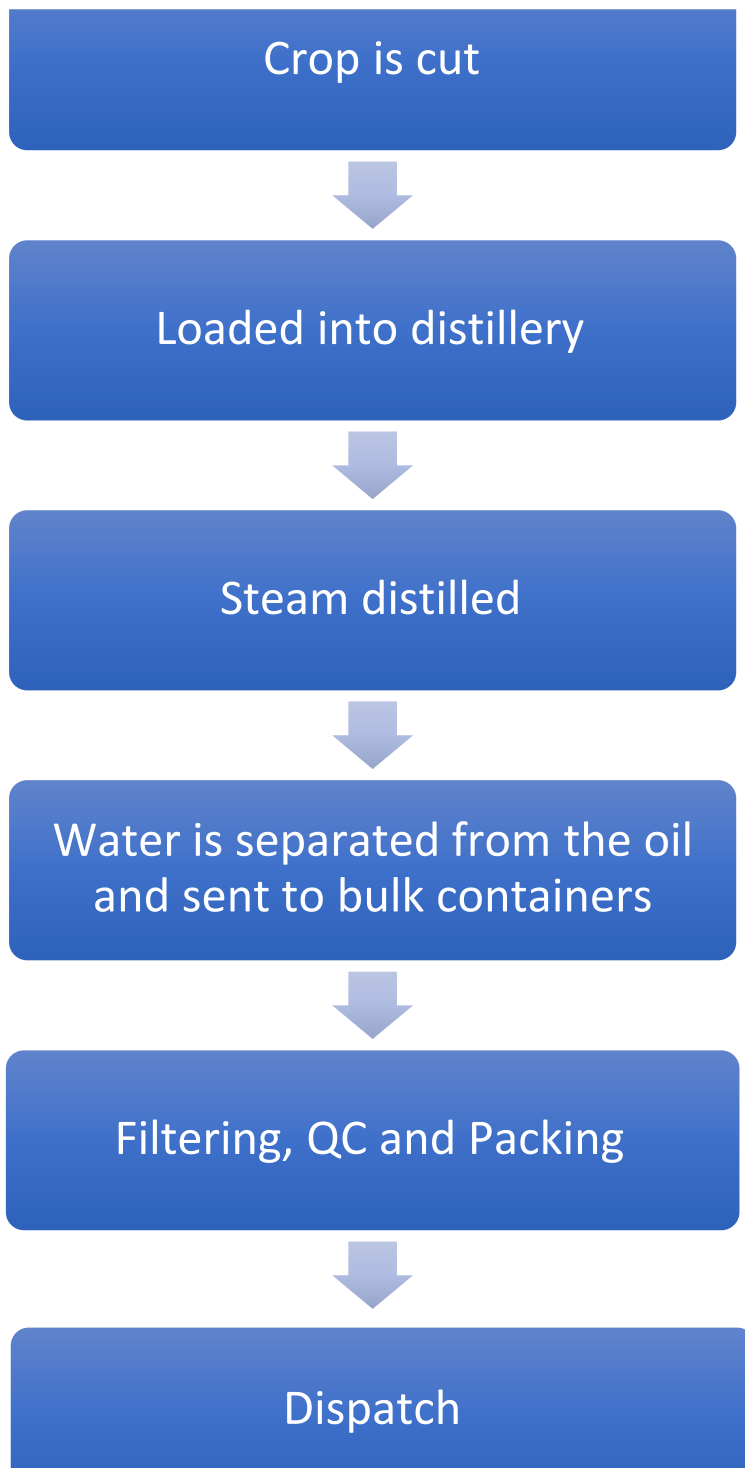 Crop is cut
Loaded into distillery
Steam distilled
Water is separated from the oil
and sent to bulk containers
Filtering, QC and Packing
Dispatch